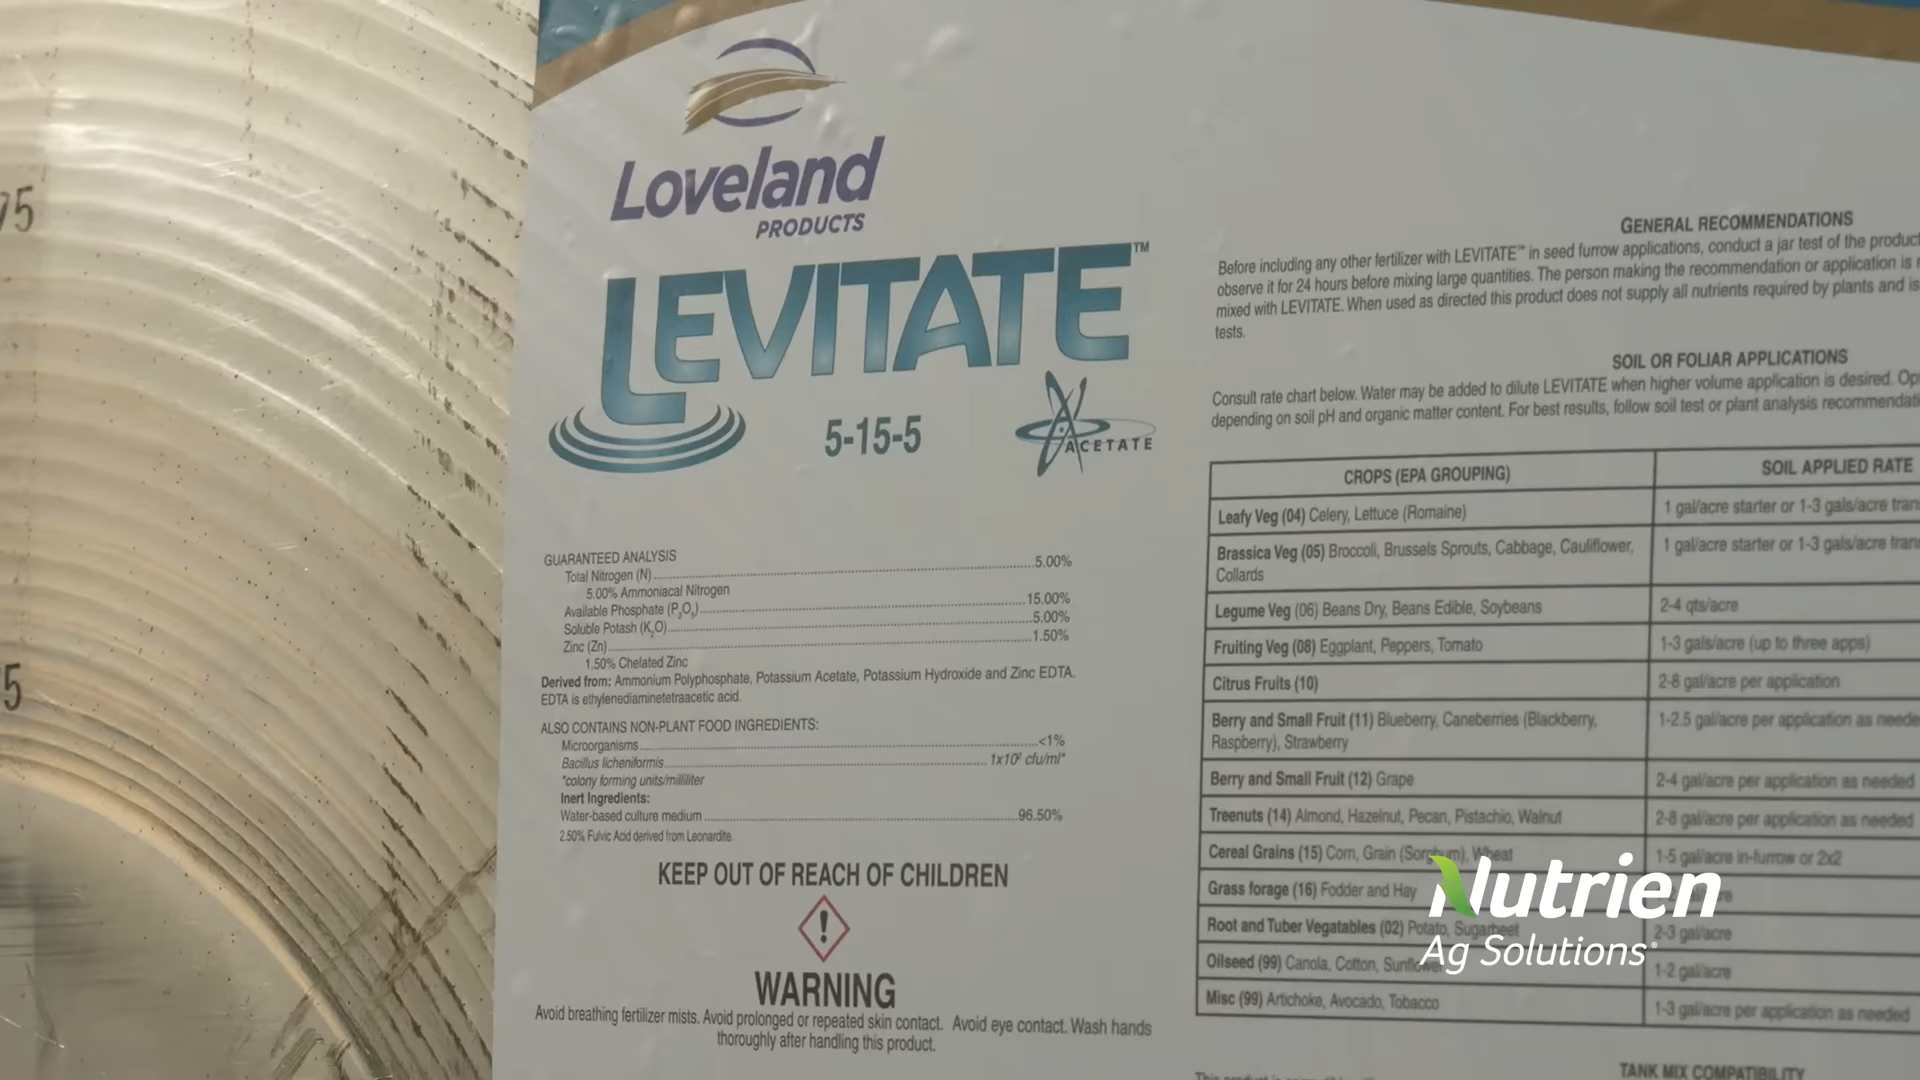 75
5
Loveland
PRODUCTS
LEVITATE™
5-15-5
ACETATE
GUARANTEED ANALYSIS
Total Nitrogen (N) 5.00%
5.00% Ammoniacal Nitrogen
Available Phosphate (P₂O₅) 15.00%
Soluble Potash (K₂O) 5.00%
Zinc (Zn) 1.50%
1.50% Chelated Zinc
Derived from: Ammonium Polyphosphate, Potassium Acetate, Potassium Hydroxide and Zinc EDTA.
EDTA is ethylenediaminetetraacetic acid.
ALSO CONTAINS NON-PLANT FOOD INGREDIENTS:
Microorganisms <1%
Bacillus licheniformis cfu/ml*
*colony forming units/milliliter
Inert Ingredients:
Water-based culture medium 96.50%
2.50% Fulvic Acid derived from Leonardite.
KEEP OUT OF REACH OF CHILDREN
!
WARNING
Avoid breathing fertilizer mists. Avoid prolonged or repeated skin contact. Avoid eye contact. Wash hands
thoroughly after handling this product.
GENERAL RECOMMENDATIONS
Before including any other fertilizer with LEVITATE™ in seed furrow applications, conduct a jar test of the product
observe it for 24 hours before mixing large quantities. The person making the recommendation or application is
mixed with LEVITATE. When used as directed this product does not supply all nutrients required by plants and is
tests.
SOIL OR FOLIAR APPLICATIONS
Consult rate chart below. Water may be added to dilute LEVITATE when higher volume application is desired.
depending on soil pH and organic matter content. For best results, follow soil test or plant analysis
CROPS (EPA GROUPING) SOIL APPLIED RATE
Leafy Veg (04) Celery, Lettuce (Romaine) 1 gal/acre starter or 1-3 gals/acre
Brassica Veg (05) Broccoli, Brussels Sprouts, Cabbage, Cauliflower, 1 gal/acre starter or 1-3 gals/acre
Collards
Legume Veg (06) Beans Dry, Beans Edible, Soybeans 2-4 qts/acre
Fruiting Veg (08) Eggplant, Peppers, Tomato 1-3 gals/acre (up to three apps)
Citrus Fruits (10) 2-8 gal/acre per application
Berry and Small Fruit (11) Blueberry, Caneberries (Blackberry, 1-2.5 gal/acre per application as
Raspberry), Strawberry
Berry and Small Fruit (12) Grape 2-4 gal/acre per application as needed
Treenuts (14) Almond, Hazelnut, Pecan, Pistachio, Walnut 2-8 gal/acre per application as needed
Cereal Grains (15) Corn, Grain (Sorghum), Wheat 1-5 gal/acre in-furrow or 2x2
Grass forage (16) Fodder and Hay
Root and Tuber Vegatables (02) Potato, Sugarbeet 2-3 gal/acre
Oilseed (99) Canola, Cotton, 1-2 gal/acre
Misc (99) Artichoke, Avocado, Tobacco 1-3 gal/acre per application as needed
TANK MIX COMPATIBILITY
Nutrien
Ag Solutions®